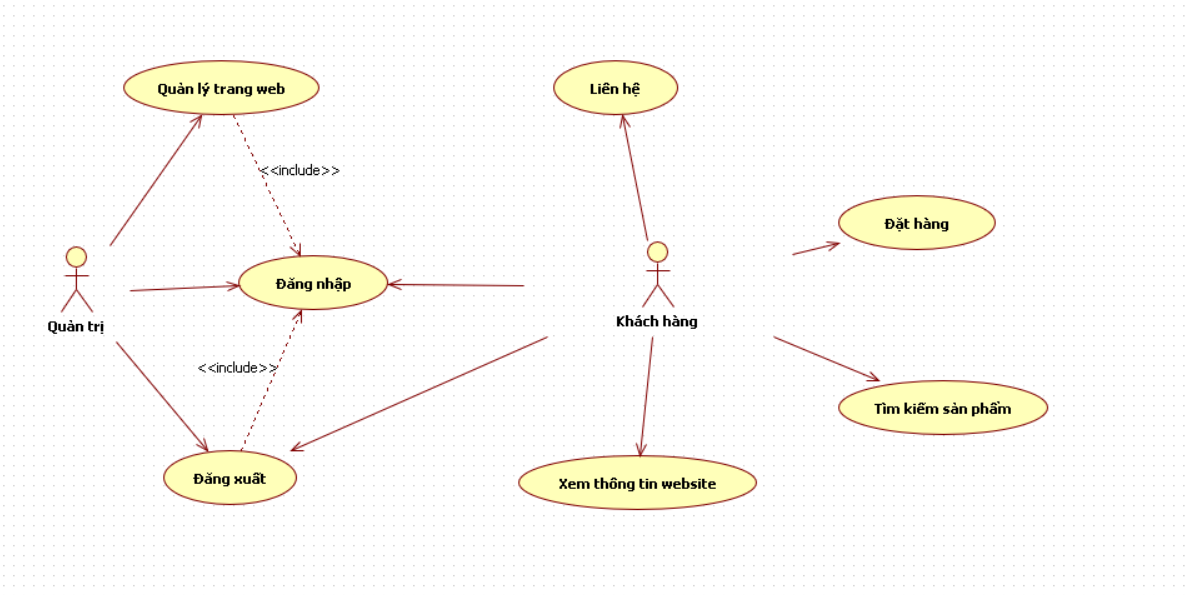 Quản lý trang web
Liên hệ
<<include>>
Đặt hàng
Đăng nhập
Quản trị
Khách hàng
<<include>>
Tìm kiếm sản phẩm
Đăng xuất
Xem thông tin website